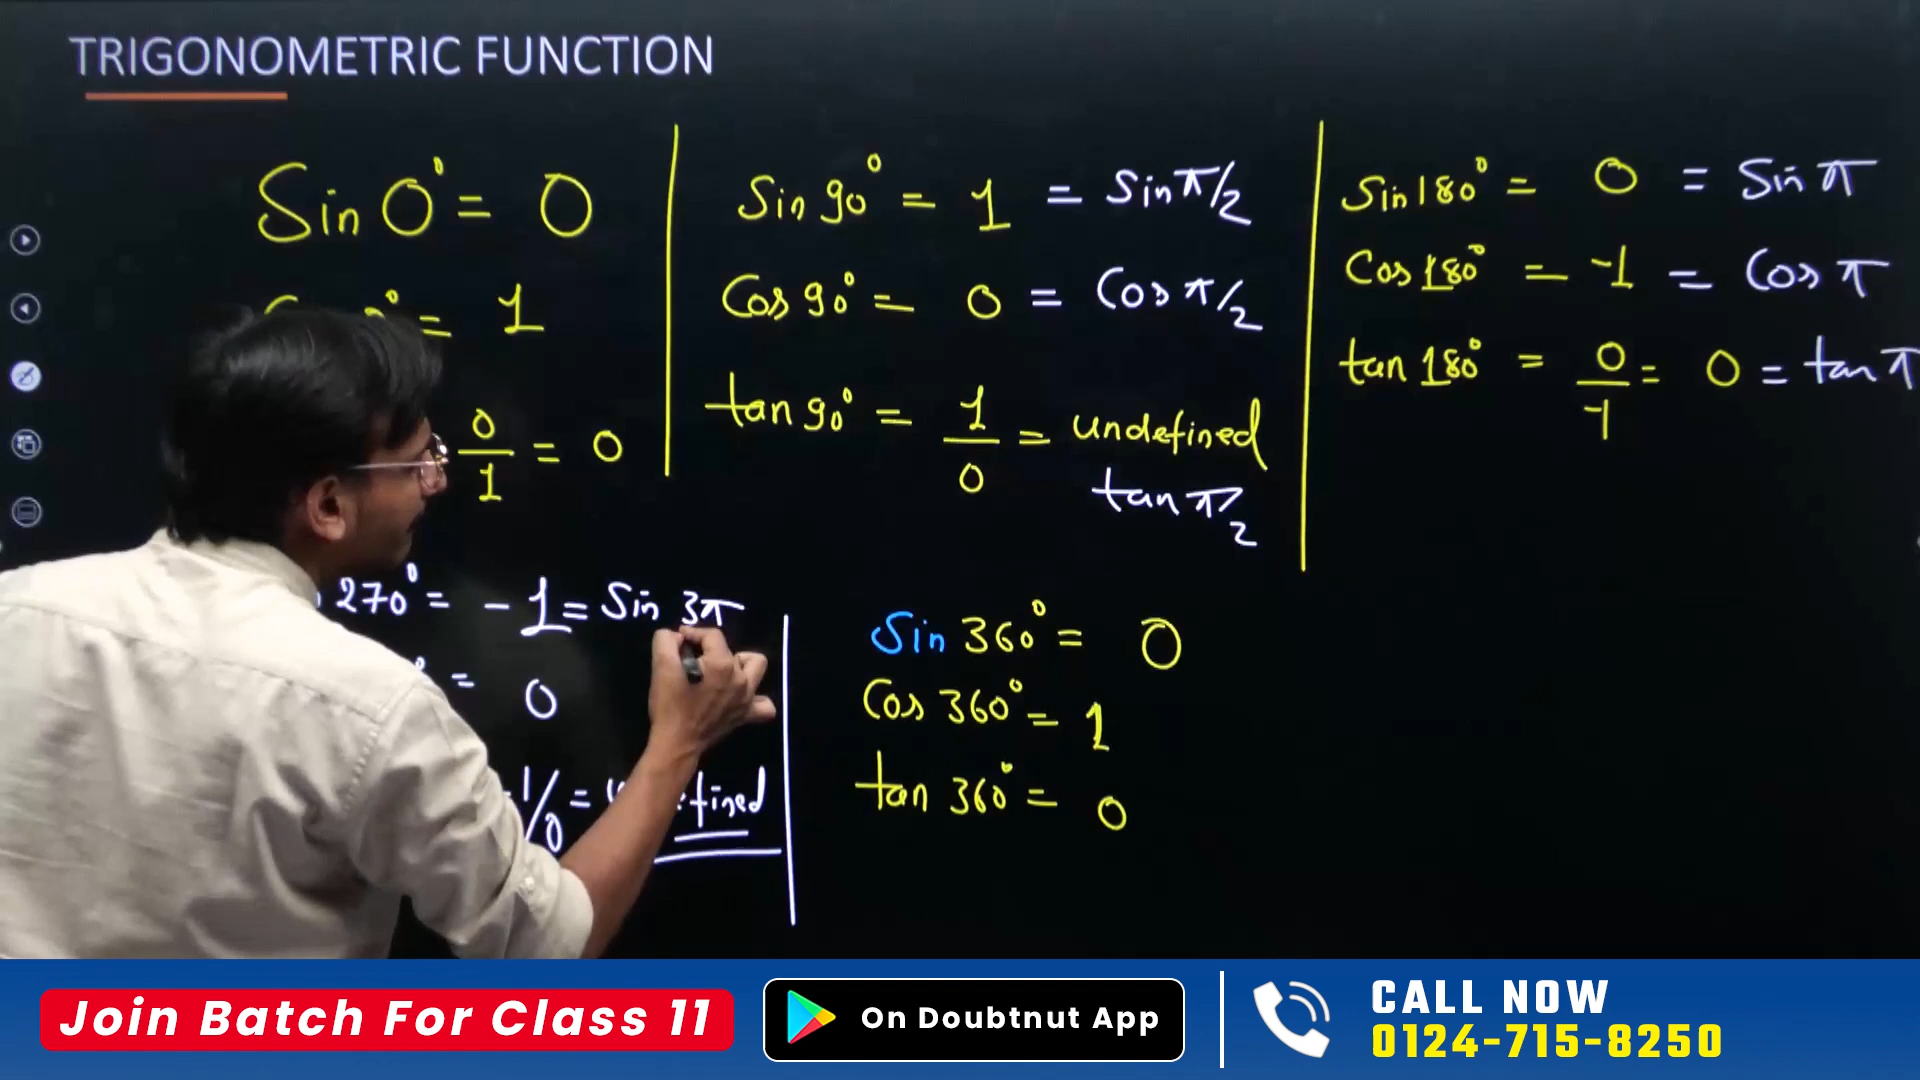 TRIGONOMETRIC FUNCTION
Sin 0° = 0
° = 1
0/1 = 0
Sin 90° = 1 = Sin π/2
Cos 90° = 0 = Cos π/2
tan 90° = 1/0 = undefined
tan π/2
Sin 180° = 0 = Sin π
Cos 180° = -1 = Cos π
tan 180° = 0/-1 = 0 = tan π
270° = -1 = Sin 3π
° = 0
-1/0 =
Sin 360° = 0
Cos 360° = 1
tan 360° = 0
Join Batch For Class 11
On Doubtnut App
CALL NOW
0124-715-8250